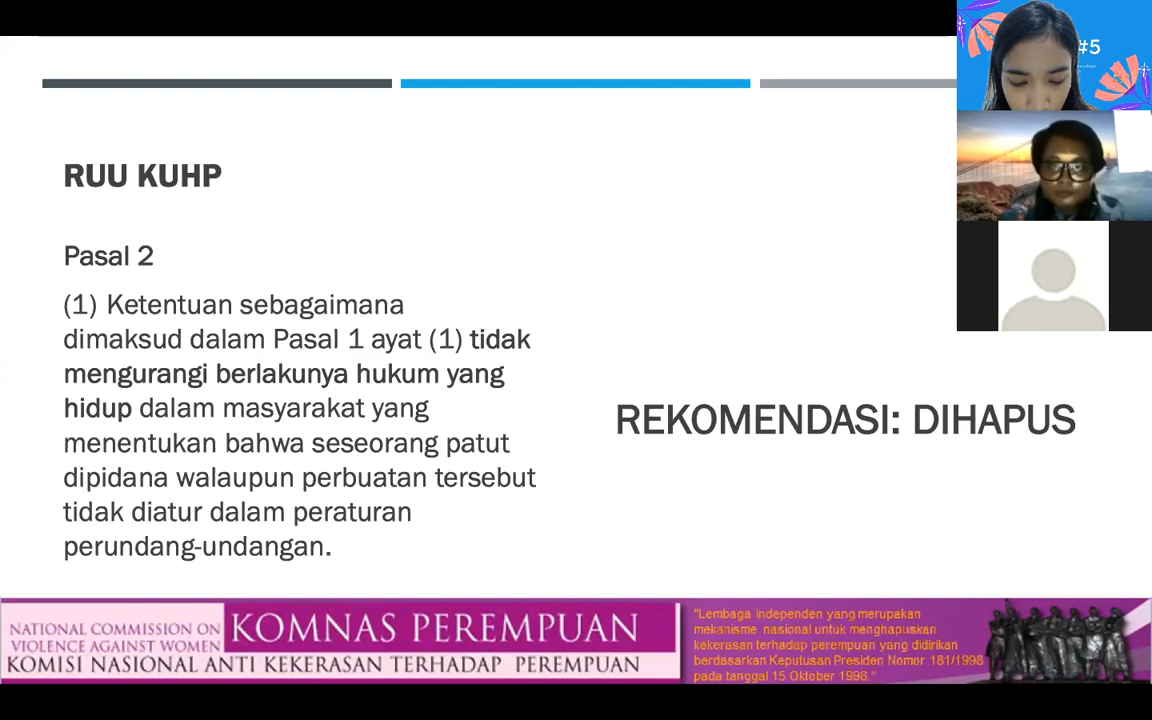 #5
RUU KUHP
Pasal 2
(1) Ketentuan sebagaimana
dimaksud dalam Pasal 1 ayat (1) tidak
mengurangi berlakunya hukum yang
hidup dalam masyarakat yang
menentukan bahwa seseorang patut
dipidana walaupun perbuatan tersebut
tidak diatur dalam peraturan
perundang-undangan.
REKOMENDASI: DIHAPUS
NATIONAL COMMISSION ON
VIOLENCE AGAINST WOMEN
KOMNAS PEREMPUAN
KOMISI NASIONAL ANTI KEKERASAN TERHADAP PEREMPUAN
"Lembaga independen yang merupakan
mekanisme nasional untuk menghapuskan
kekerasan terhadap perempuan yang didirikan
berdasarkan Keputusan Presiden Nomor 181/1998
pada tanggal 15 Oktober 1998."